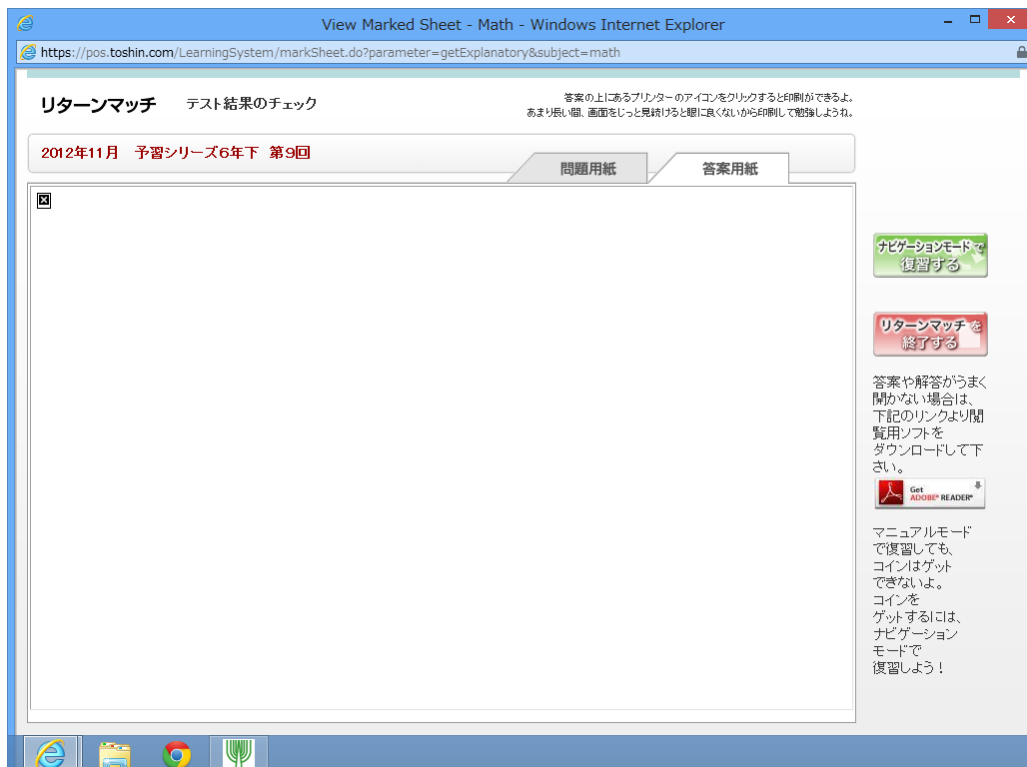 View Marked Sheet - Math - Windows Internet Explorer
https://pos.toshin.com/LearningSystem/markSheet.do?parameter=getExplanatory&subject=math
リターンマッチ テスト結果のチェック
答案の上にあるプリンターのアイコンをクリックすると印刷ができるよ。
あまり長い間、画面をじっと見続けると眼に良くないから印刷して勉強しようね。
2012年11月 予習シリーズ6年下 第9回
問題用紙 答案用紙
ナビゲーションモードで
復習する
リターンマッチを
終了する
答案や解答がうまく
開かない場合は、
下記のリンクより閲
覧用ソフトを
ダウンロードして下
さい。
Get
ADOBE® READER®
マニュアルモード
で復習しても、
コインはゲット
できないよ。
コインを
ゲットするには、
ナビゲーション
モードで
復習しよう！